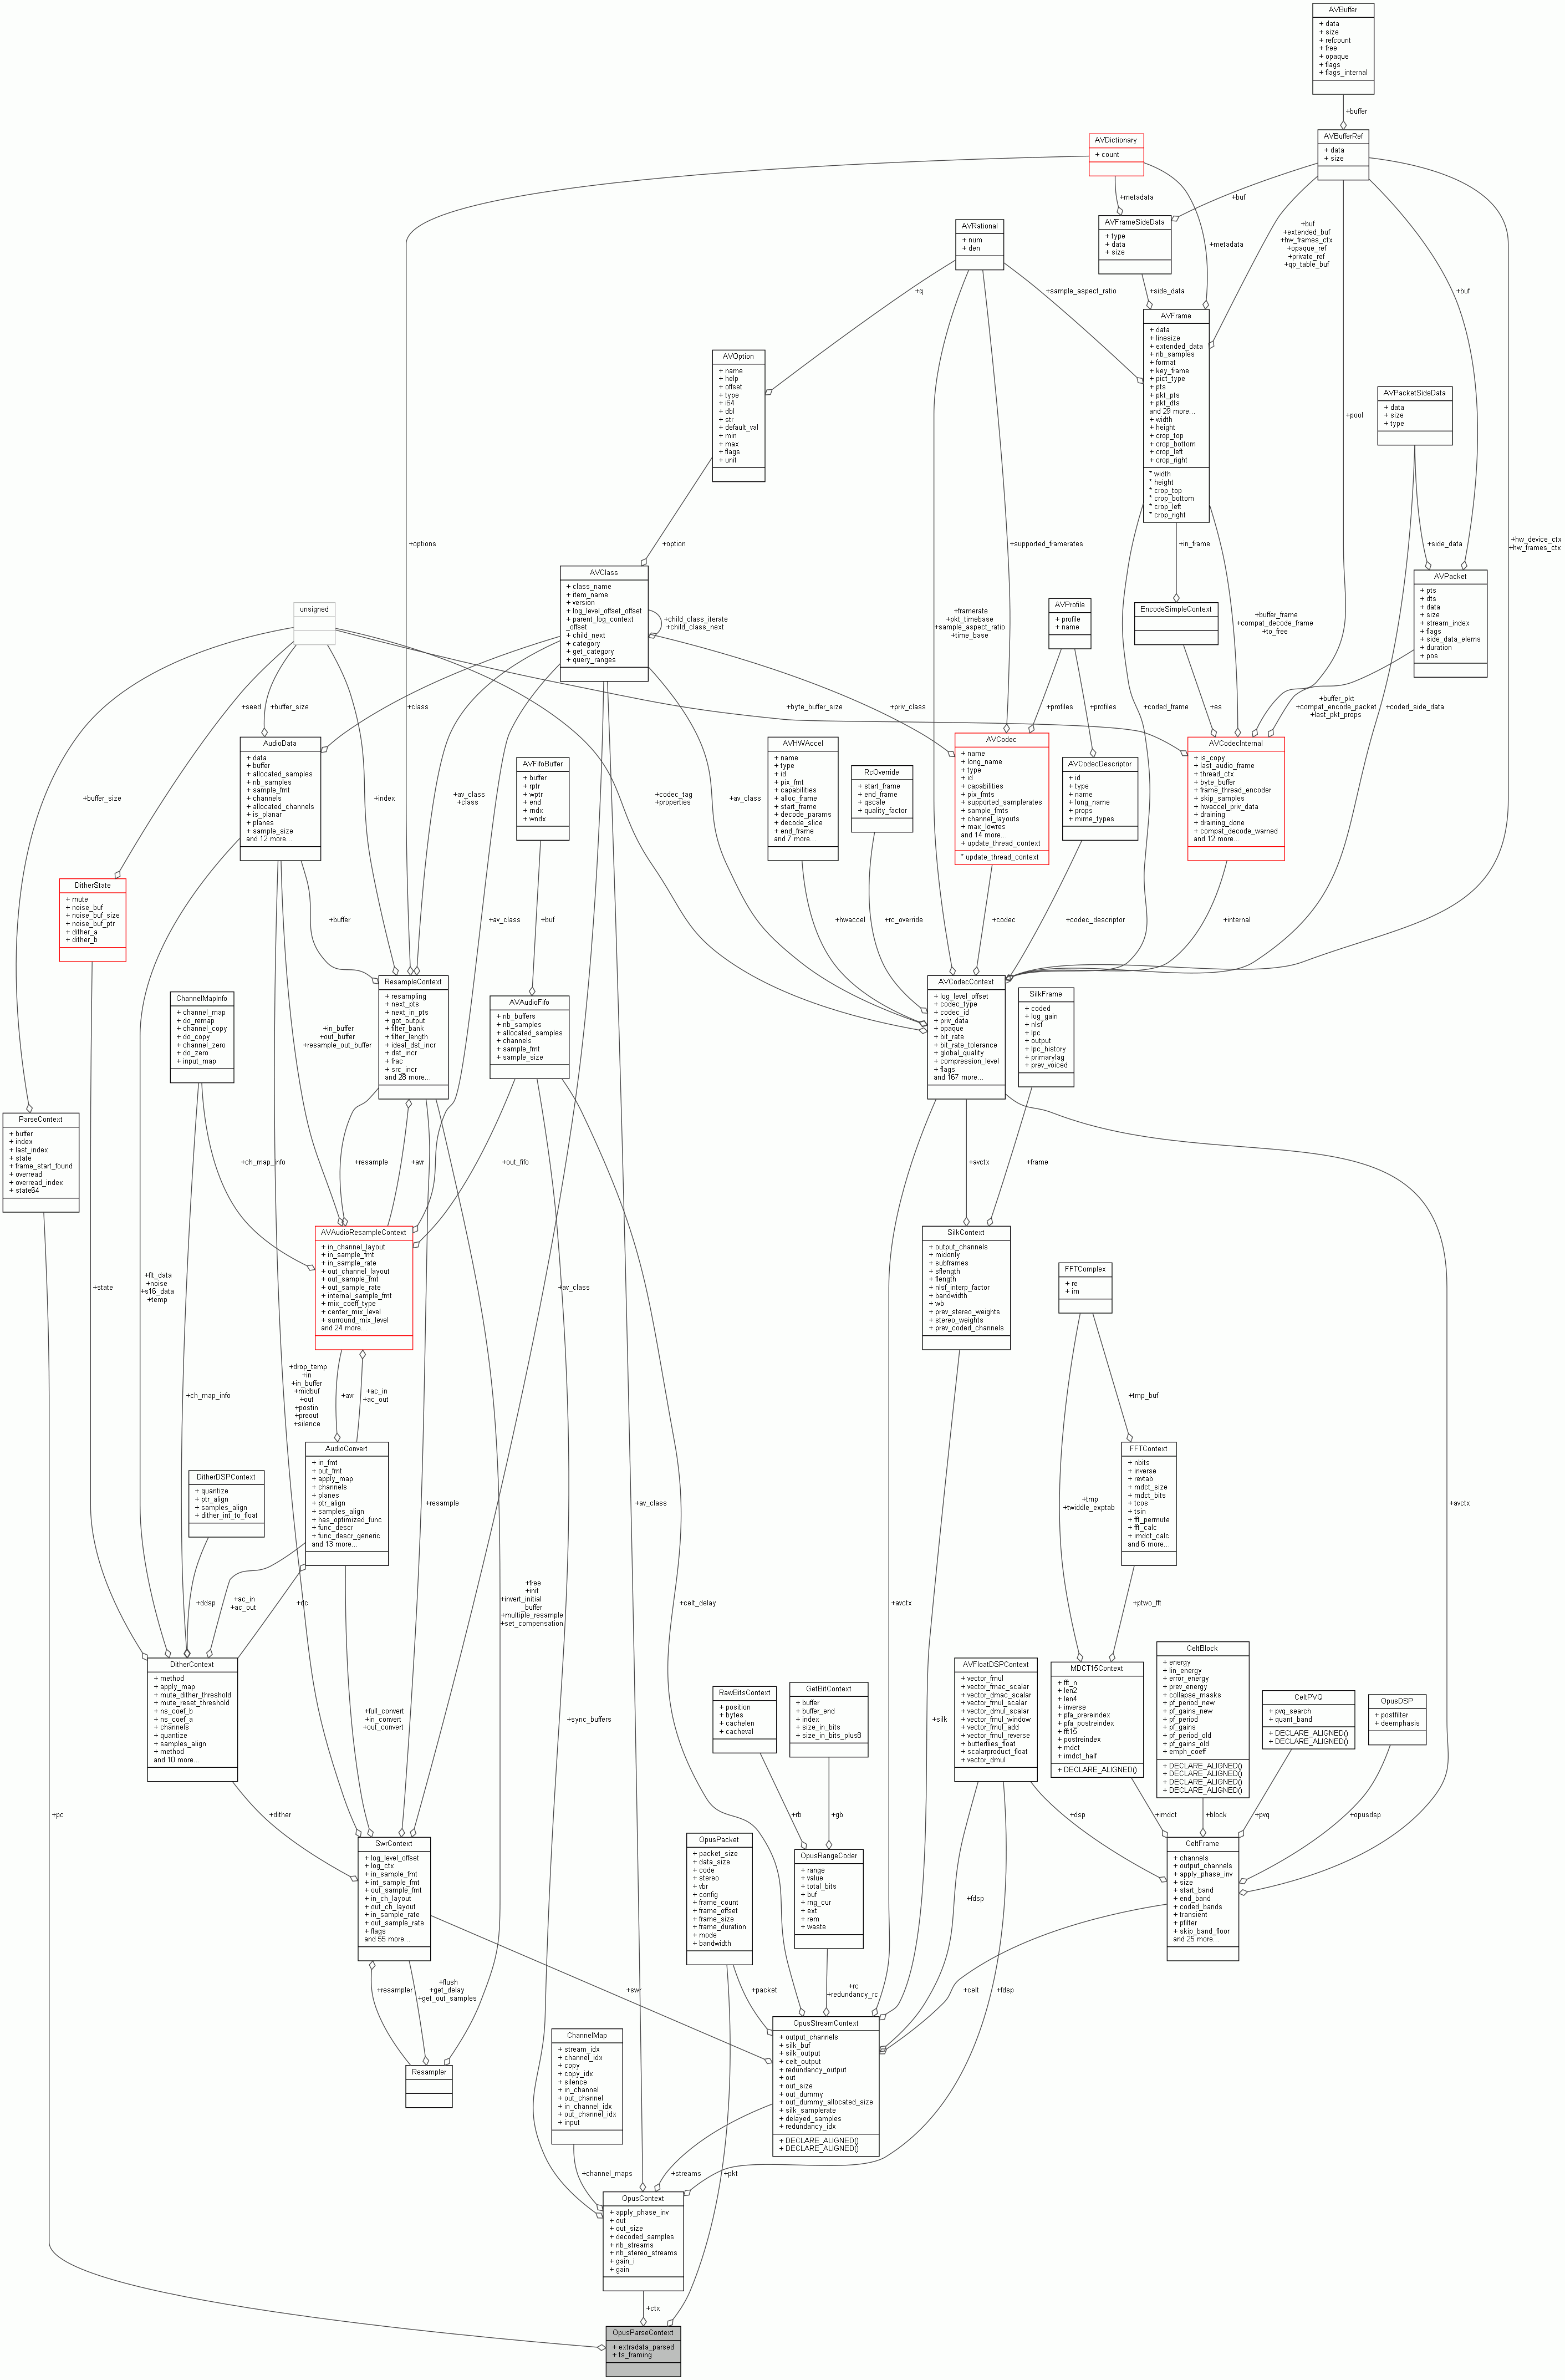 AVBuffer
+ data
+ size
+ refcount
+ free
+ opaque
+ flags
+ flags_internal
+buffer
AVDictionary
+ count
AVBufferRef
+ data
+ size
+metadata
+buf
AVFrameSideData
+ type
+ data
+ size
AVRational
+ num
+ den
+buf
+extended_buf
+hw_frames_ctx
+opaque_ref
+private_ref
+qp_table_buf
+metadata
+q
+sample_aspect_ratio
+side_data
+buf
AVFrame
+ data
+ linesize
+ extended_data
+ nb_samples
+ format
+ key_frame
+ pict_type
+ pts
+ pkt_pts
+ pkt_dts
and 29 more...
+ width
+ height
+ crop_top
+ crop_bottom
+ crop_left
+ crop_right
* width
* height
* crop_top
* crop_bottom
* crop_left
* crop_right
AVOption
+ name
+ help
+ offset
+ type
+ i64
+ dbl
+ str
+ default_val
+ min
+ max
+ flags
+ unit
AVPacketSideData
+ data
+ size
+ type
+pool
+options
+option
+supported_framerates
+in_frame
+side_data
+hw_device_ctx
+hw_frames_ctx
AVClass
+ class_name
+ item_name
+ version
+ log_level_offset_offset
+ parent_log_context
_offset
+ child_next
+ category
+ get_category
+ query_ranges
+child_class_iterate
+child_class_next
AVPacket
+ pts
+ dts
+ data
+ size
+ stream_index
+ flags
+ side_data_elems
+ duration
+ pos
unsigned
+framerate
+pkt_timebase
+sample_aspect_ratio
+time_base
AVProfile
+ profile
+ name
EncodeSimpleContext
+buffer_frame
+compat_decode_frame
+to_free
+seed
+buffer_size
+class
+priv_class
+byte_buffer_size
+profiles
+profiles
+coded_frame
+es
+coded_side_data
+buffer_pkt
+compat_encode_packet
+last_pkt_props
AudioData
+ data
+ buffer
+ allocated_samples
+ nb_samples
+ sample_fmt
+ channels
+ allocated_channels
+ is_planar
+ planes
+ sample_size
and 12 more...
AVFifoBuffer
+ buffer
+ rptr
+ wptr
+ end
+ rndx
+ wndx
AVHWAccel
+ name
+ type
+ id
+ pix_fmt
+ capabilities
+ alloc_frame
+ start_frame
+ decode_params
+ decode_slice
+ end_frame
and 7 more...
RcOverride
+ start_frame
+ end_frame
+ qscale
+ quality_factor
AVCodec
+ name
+ long_name
+ type
+ id
+ capabilities
+ pix_fmts
+ supported_samplerates
+ sample_fmts
+ channel_layouts
+ max_lowres
and 14 more...
+ update_thread_context
* update_thread_context
AVCodecDescriptor
+ id
+ type
+ name
+ long_name
+ props
+ mime_types
AVCodecInternal
+ is_copy
+ last_audio_frame
+ thread_ctx
+ byte_buffer
+ frame_thread_encoder
+ skip_samples
+ hwaccel_priv_data
+ draining
+ draining_done
+ compat_decode_warned
and 12 more...
+buffer_size
+index
+av_class
+class
+codec_tag
+properties
+av_class
DitherState
+ mute
+ noise_buf
+ noise_buf_size
+ noise_buf_ptr
+ dither_a
+ dither_b
+buffer
+av_class
+buf
+hwaccel
+rc_override
+codec
+codec_descriptor
+internal
ResampleContext
+ resampling
+ next_pts
+ next_in_pts
+ got_output
+ filter_bank
+ filter_length
+ ideal_dst_incr
+ dst_incr
+ frac
+ src_incr
and 28 more...
AVCodecContext
+ log_level_offset
+ codec_type
+ codec_id
+ priv_data
+ opaque
+ bit_rate
+ bit_rate_tolerance
+ global_quality
+ compression_level
+ flags
and 167 more...
SilkFrame
+ coded
+ log_gain
+ nlsf
+ lpc
+ output
+ lpc_history
+ primarylag
+ prev_voiced
ChannelMapInfo
+ channel_map
+ do_remap
+ channel_copy
+ do_copy
+ channel_zero
+ do_zero
+ input_map
AVAudioFifo
+ nb_buffers
+ nb_samples
+ allocated_samples
+ channels
+ sample_fmt
+ sample_size
+in_buffer
+out_buffer
+resample_out_buffer
ParseContext
+ buffer
+ index
+ last_index
+ state
+ frame_start_found
+ overread
+ overread_index
+ state64
+ch_map_info
+resample
+avr
+out_fifo
+avctx
+frame
AVAudioResampleContext
+ in_channel_layout
+ in_sample_fmt
+ in_sample_rate
+ out_channel_layout
+ out_sample_fmt
+ out_sample_rate
+ internal_sample_fmt
+ mix_coeff_type
+ center_mix_level
+ surround_mix_level
and 24 more...
SilkContext
+ output_channels
+ midonly
+ subframes
+ sflength
+ flength
+ nlsf_interp_factor
+ bandwidth
+ wb
+ prev_stereo_weights
+ stereo_weights
+ prev_coded_channels
FFTComplex
+ re
+ im
+state
+flt_data
+noise
+s16_data
+temp
+av_class
+ch_map_info
+drop_temp
+in
+in_buffer
+midbuf
+out
+postin
+preout
+silence
+avr
+ac_in
+ac_out
+tmp_buf
AudioConvert
+ in_fmt
+ out_fmt
+ apply_map
+ channels
+ planes
+ ptr_align
+ samples_align
+ has_optimized_func
+ func_descr
+ func_descr_generic
and 13 more...
DitherDSPContext
+ quantize
+ ptr_align
+ samples_align
+ dither_int_to_float
FFTContext
+ nbits
+ inverse
+ revtab
+ mdct_size
+ mdct_bits
+ tcos
+ tsin
+ fft_permute
+ fft_calc
+ imdct_calc
and 6 more...
+resample
+av_class
+tmp
+twiddle_exptab
+avctx
+ddsp
+ac_in
+ac_out
+dc
+free
+init
+invert_initial
_buffer
+multiple_resample
+set_compensation
+celt_delay
+avctx
+ptwo_fft
DitherContext
+ method
+ apply_map
+ mute_dither_threshold
+ mute_reset_threshold
+ ns_coef_b
+ ns_coef_a
+ channels
+ quantize
+ samples_align
+ method
and 10 more...
+full_convert
+in_convert
+out_convert
+sync_buffers
RawBitsContext
+ position
+ bytes
+ cachelen
+ cacheval
GetBitContext
+ buffer
+ buffer_end
+ index
+ size_in_bits
+ size_in_bits_plus8
+silk
AVFloatDSPContext
+ vector_fmul
+ vector_fmac_scalar
+ vector_dmac_scalar
+ vector_fmul_scalar
+ vector_dmul_scalar
+ vector_fmul_window
+ vector_fmul_add
+ vector_fmul_reverse
+ butterflies_float
+ scalarproduct_float
+ vector_dmul
MDCT15Context
+ fft_n
+ len2
+ len4
+ inverse
+ pfa_prereindex
+ pfa_postreindex
+ fft15
+ postreindex
+ mdct
+ imdct_half
+ DECLARE_ALIGNED()
CeltBlock
+ energy
+ lin_energy
+ error_energy
+ prev_energy
+ collapse_masks
+ pf_period_new
+ pf_gains_new
+ pf_period
+ pf_gains
+ pf_period_old
+ pf_gains_old
+ emph_coeff
+ DECLARE_ALIGNED()
+ DECLARE_ALIGNED()
+ DECLARE_ALIGNED()
+ DECLARE_ALIGNED()
CeltPVQ
+ pvq_search
+ quant_band
+ DECLARE_ALIGNED()
+ DECLARE_ALIGNED()
OpusDSP
+ postfilter
+ deemphasis
+pc
+dither
+rb
+gb
+dsp
+imdct
+block
+pvq
+opusdsp
SwrContext
+ log_level_offset
+ log_ctx
+ in_sample_fmt
+ int_sample_fmt
+ out_sample_fmt
+ in_ch_layout
+ out_ch_layout
+ in_sample_rate
+ out_sample_rate
+ flags
and 55 more...
OpusPacket
+ packet_size
+ data_size
+ code
+ stereo
+ vbr
+ config
+ frame_count
+ frame_offset
+ frame_size
+ frame_duration
+ mode
+ bandwidth
OpusRangeCoder
+ range
+ value
+ total_bits
+ buf
+ rng_cur
+ ext
+ rem
+ waste
CeltFrame
+ channels
+ output_channels
+ apply_phase_inv
+ size
+ start_band
+ end_band
+ coded_bands
+ transient
+ pfilter
+ skip_band_floor
and 25 more...
+fdsp
+resampler
+flush
+get_delay
+get_out_samples
+swr
+packet
+rc
+redundancy_rc
+celt
+fdsp
Resampler
ChannelMap
+ stream_idx
+ channel_idx
+ copy
+ copy_idx
+ silence
+ in_channel
+ out_channel
+ in_channel_idx
+ out_channel_idx
+ input
OpusStreamContext
+ output_channels
+ silk_buf
+ silk_output
+ celt_output
+ redundancy_output
+ out
+ out_size
+ out_dummy
+ out_dummy_allocated_size
+ silk_samplerate
+ delayed_samples
+ redundancy_idx
+ DECLARE_ALIGNED()
+ DECLARE_ALIGNED()
+channel_maps
+streams
+pkt
OpusContext
+ apply_phase_inv
+ out
+ out_size
+ decoded_samples
+ nb_streams
+ nb_stereo_streams
+ gain_i
+ gain
+ctx
OpusParseContext
+ extradata_parsed
+ ts_framing